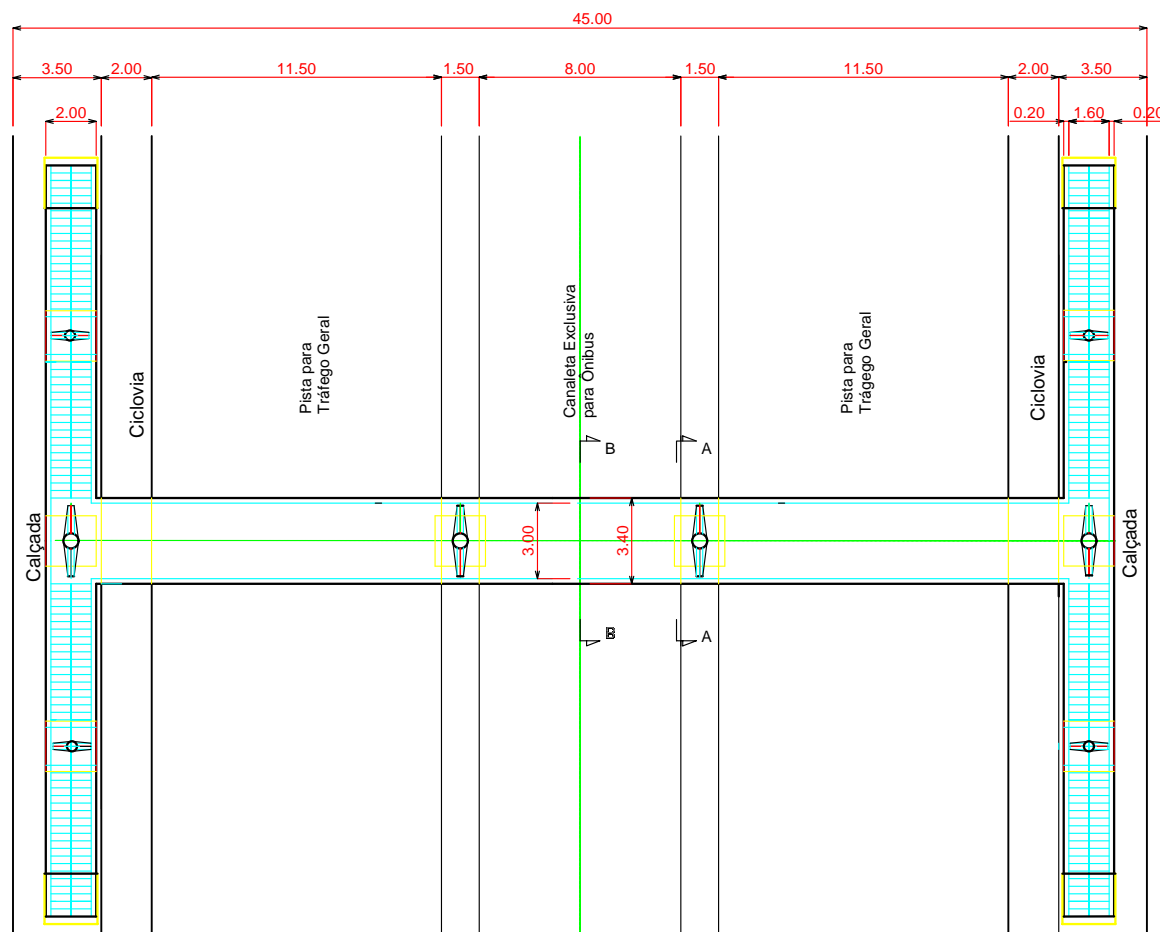 45.00
3.50
2.00
11.50
1.50
8.00
1.50
11.50
2.00
3.50
2.00
0.20
1.60
0.20
Calçada
Ciclovia
Pista para
Tráfego Geral
Canaleta Exclusiva
para Ônibus
Pista para
Trágego Geral
Ciclovia
Calçada
B
A
3.00
3.40
B
A